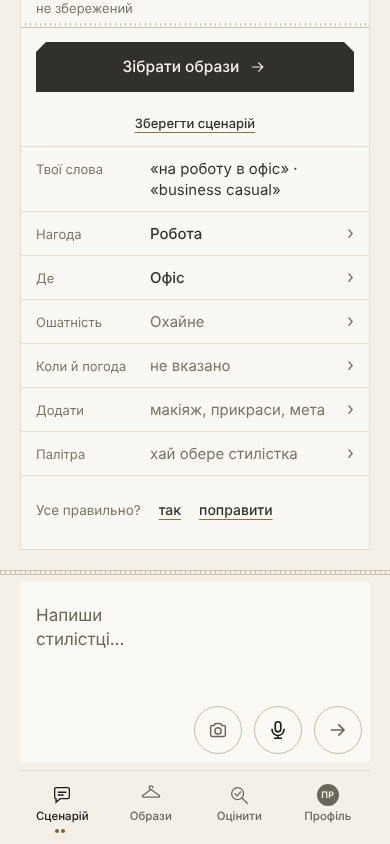 не збережений
Зібрати образи →
Зберегти сценарій
Твої слова
«на роботу в офіс» ·
«business casual»
Нагода
Робота
Де
Офіс
Ошатність
Охайне
Коли й погода
не вказано
Додати
макіяж, прикраси, мета
Палітра
хай обере стилістка
Усе правильно? так поправити
Напиши
стилістці...
ПР
Сценарій Образи Оцінити Профіль